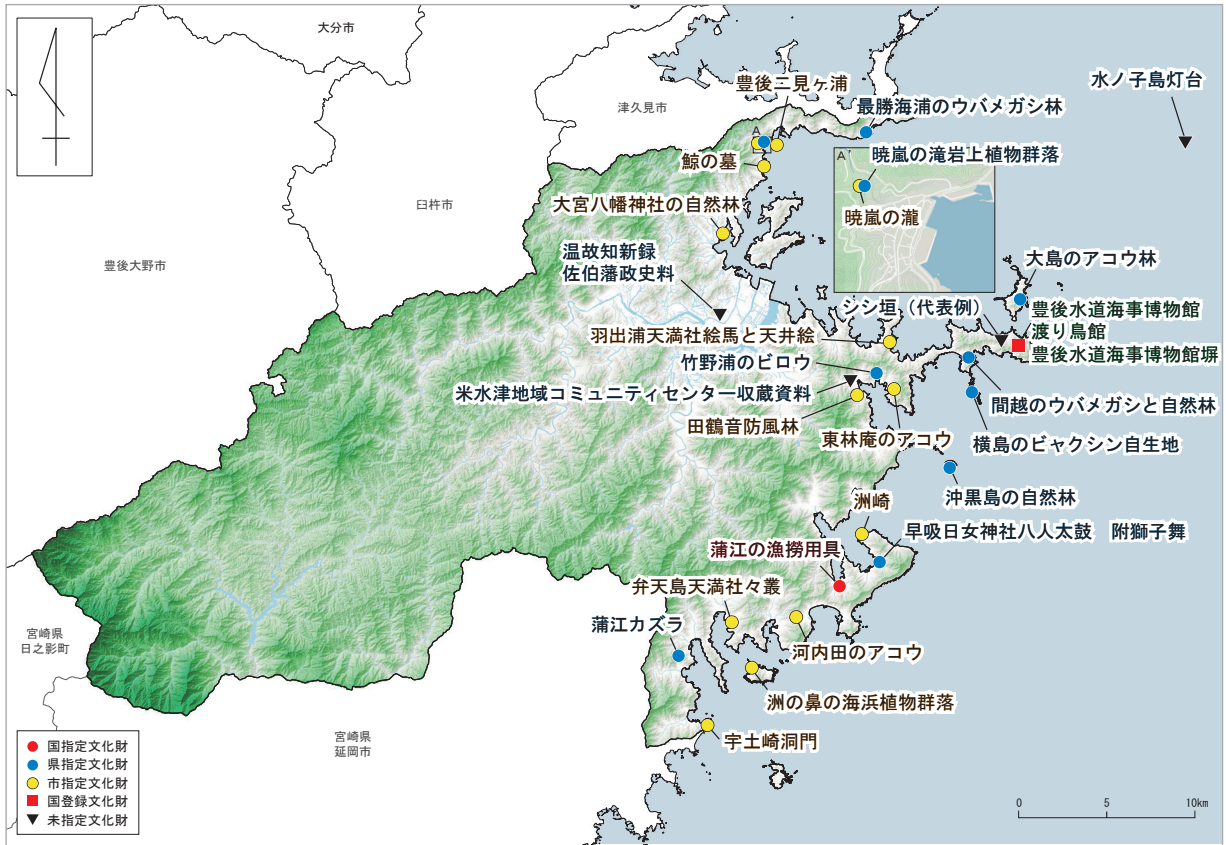 大分市
津久見市
臼杵市
豊後大野市
宮崎県
日之影町
宮崎県
延岡市
豊後二見ヶ浦
最勝海浦のウバメガシ林
水ノ子島灯台
A
鯨の墓
A'
暁嵐の滝岩上植物群落
暁嵐の瀧
大宮八幡神社の自然林
温故知新録
佐伯藩政史料
大島のアコウ林
シシ垣（代表例）
豊後水道海事博物館
渡り鳥館
豊後水道海事博物館塀
羽出浦天満社絵馬と天井絵
竹野浦のビロウ
米水津地域コミュニティセンター収蔵資料
間越のウバメガシと自然林
田鶴音防風林
東林庵のアコウ
横島のビャクシン自生地
沖黒島の自然林
洲崎
早吸日女神社八人太鼓　附獅子舞
蒲江の漁撈用具
弁天島天満社々叢
蒲江カズラ
河内田のアコウ
洲の鼻の海浜植物群落
宇土崎洞門
国指定文化財
県指定文化財
市指定文化財
国登録文化財
未指定文化財
0 5 10km